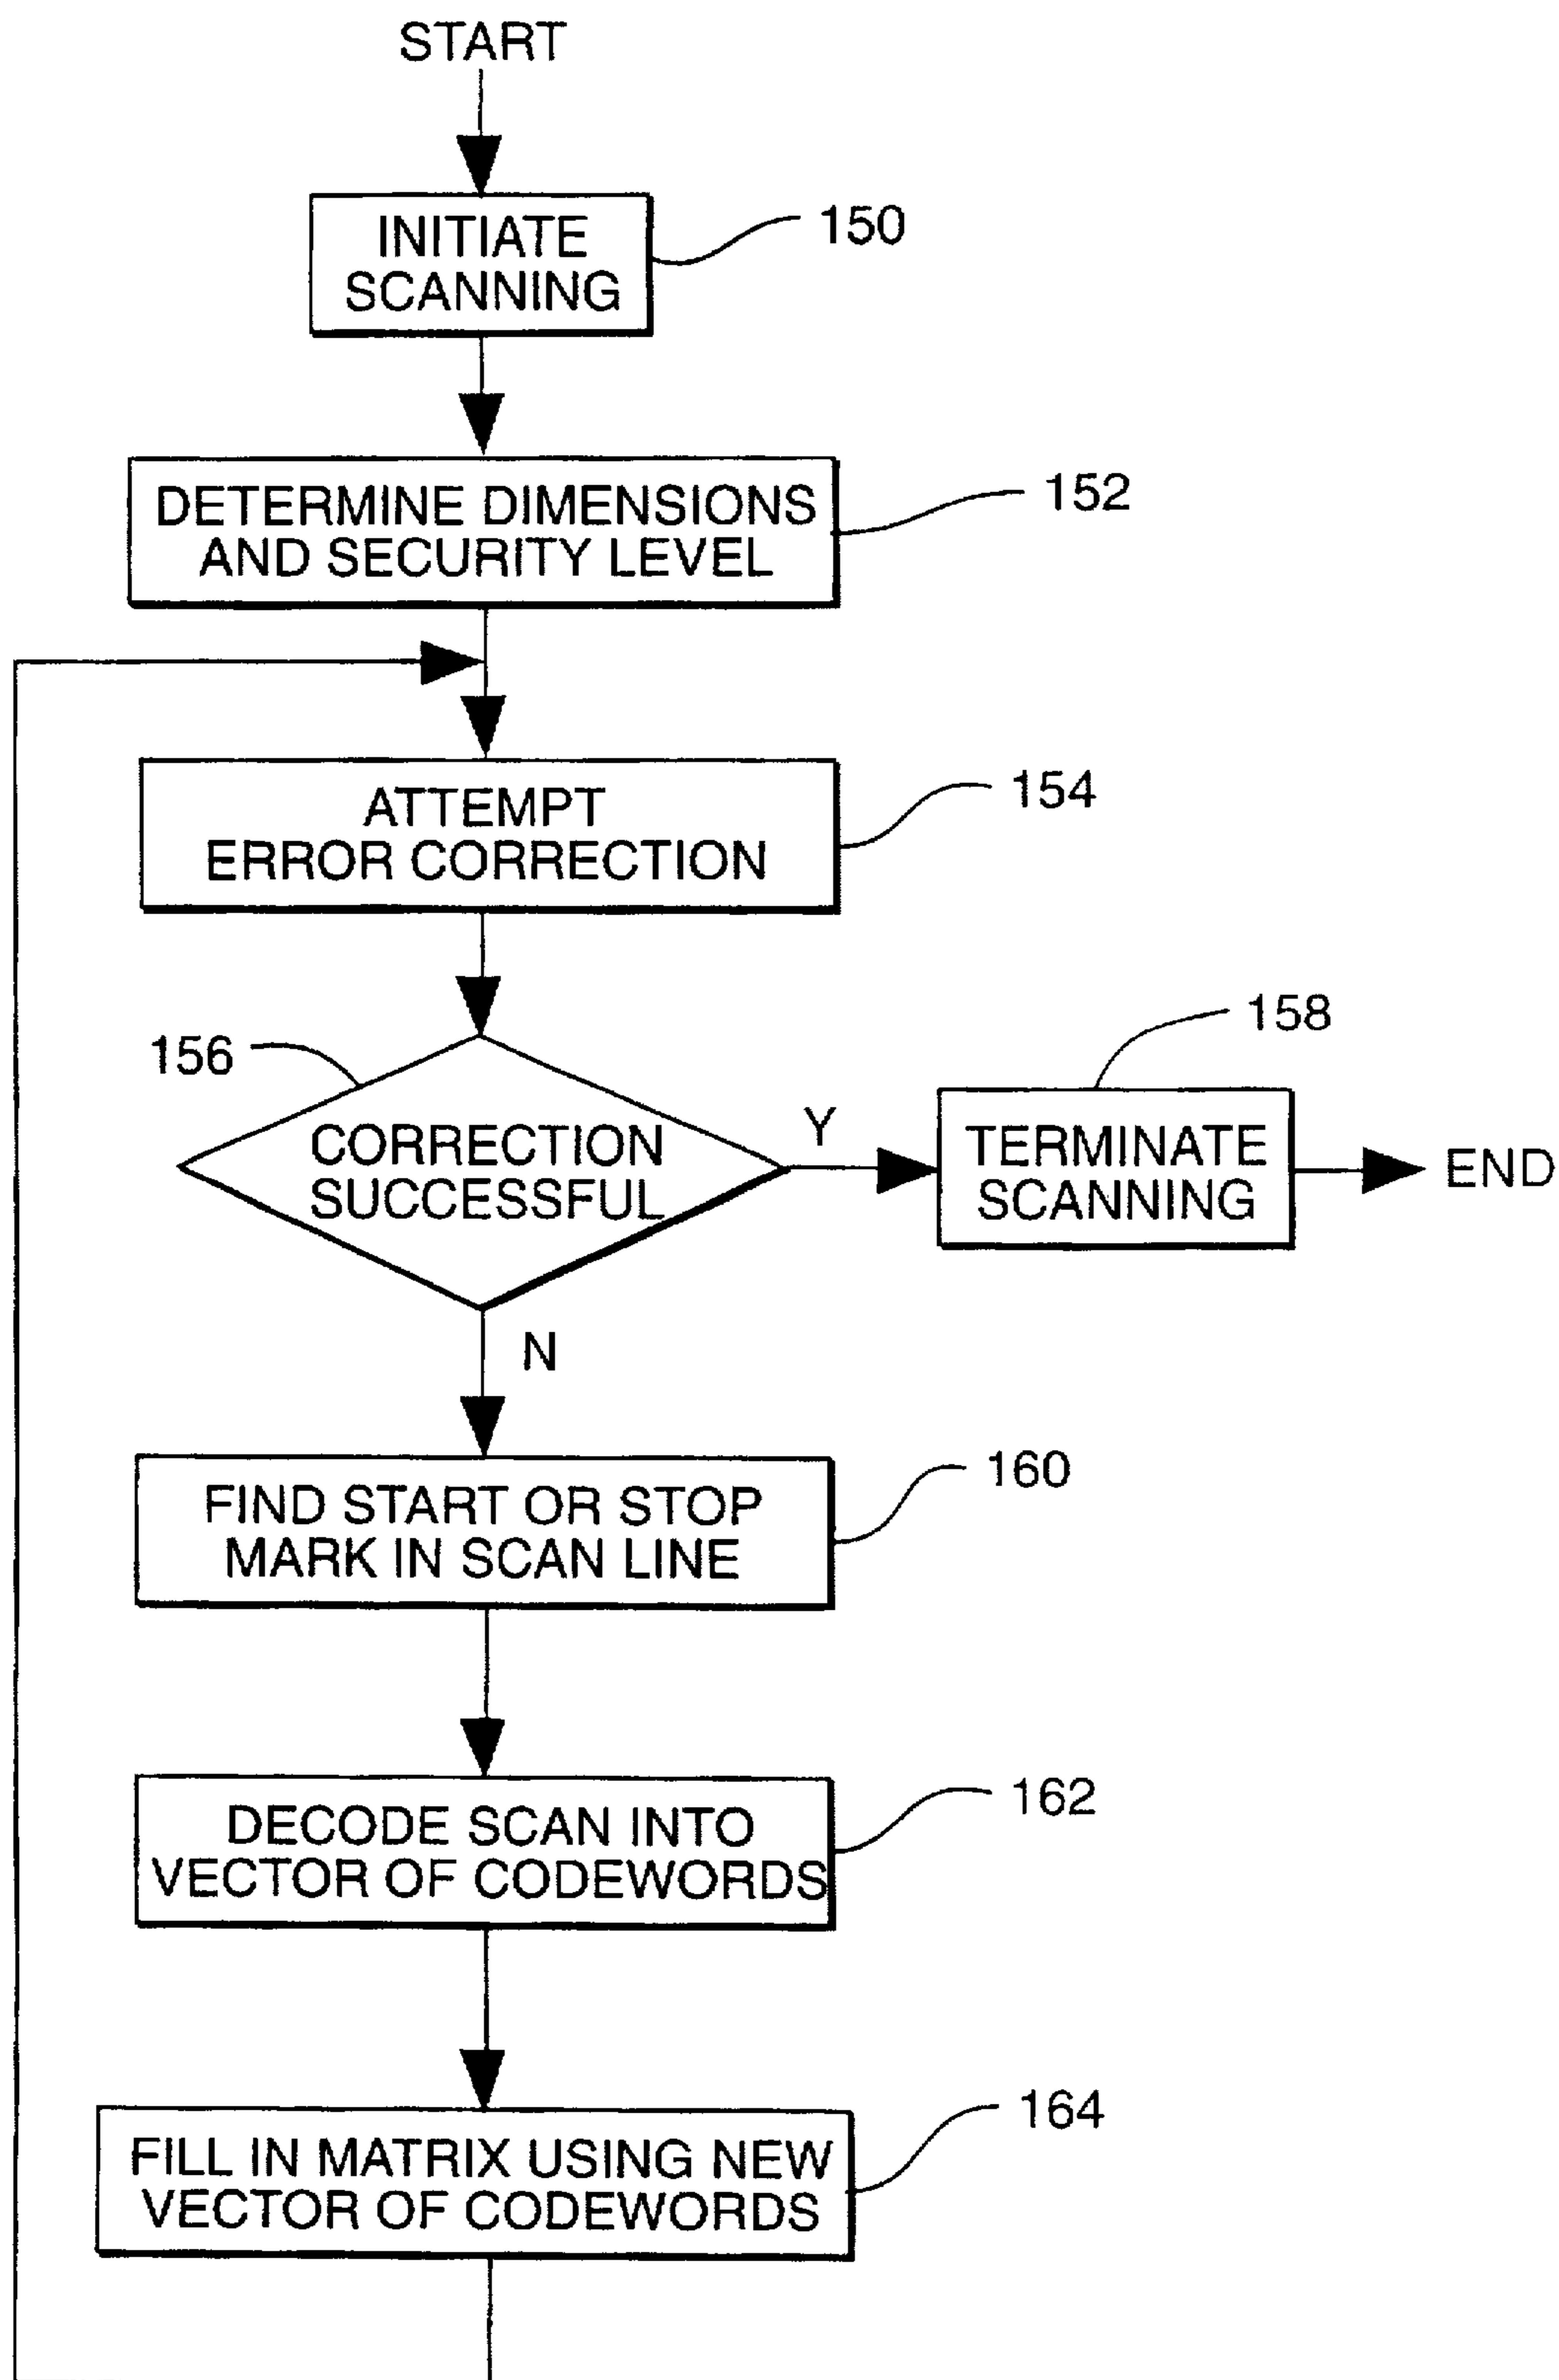 START
INITIATE
SCANNING
150
DETERMINE DIMENSIONS
AND SECURITY LEVEL
152
ATTEMPT
ERROR CORRECTION
154
156
CORRECTION
SUCCESSFUL
Y
158
TERMINATE
SCANNING
END
N
FIND START OR STOP
MARK IN SCAN LINE
160
DECODE SCAN INTO
VECTOR OF CODEWORDS
162
FILL IN MATRIX USING NEW
VECTOR OF CODEWORDS
164